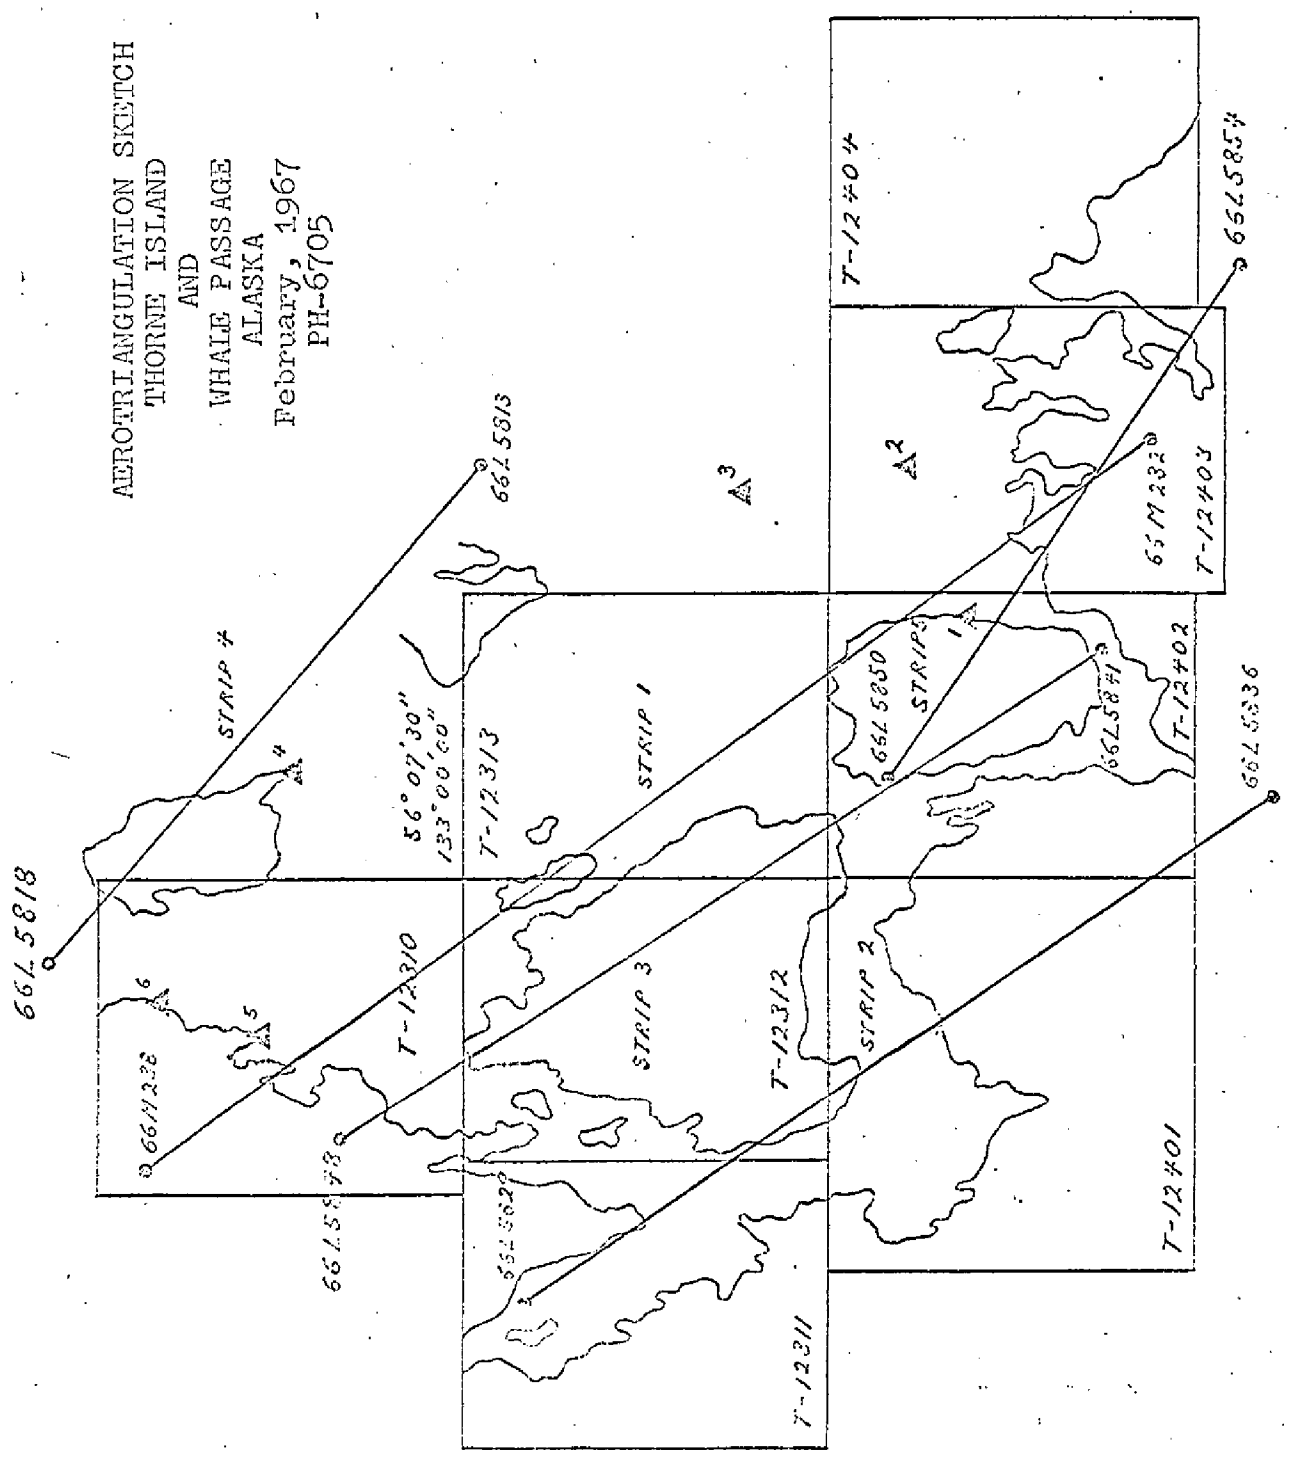 AEROTRIANGULATION SKETCH
THORNE ISLAND
AND
WHALE PASSAGE
ALASKA
February, 1967
PH-6705
66L5818
STRIP 4
66L5813
4
56° 07' 30"
133° 00' 00"
6
5
66M238
T-12310
66L5848
T-12313
STRIP 1
3
2
T-12404
66L5854
STRIP 3
T-12312
T-12311
66L5850
STRIP 5
1
66L5841
T-12402
66M232
T-12403
STRIP 2
T-12401
66L5836